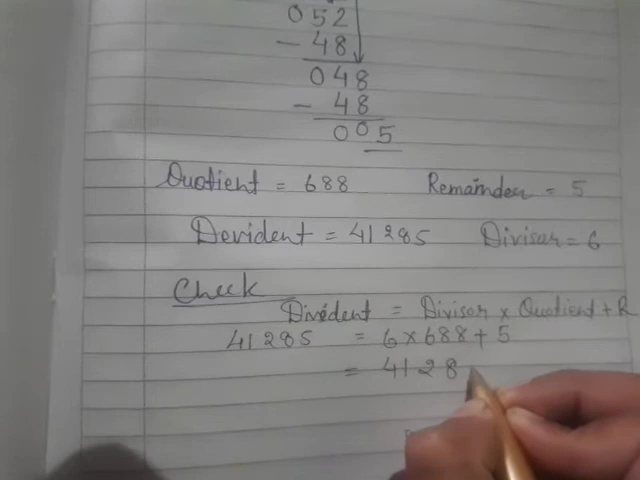 052
- 48
048
- 48
005
Quotient = 688 Remainder = 5
Devident = 41285 Divisor = 6
Check
Divident = Divisor x Quotient + R
41285 = 6 x 688 + 5
= 4128